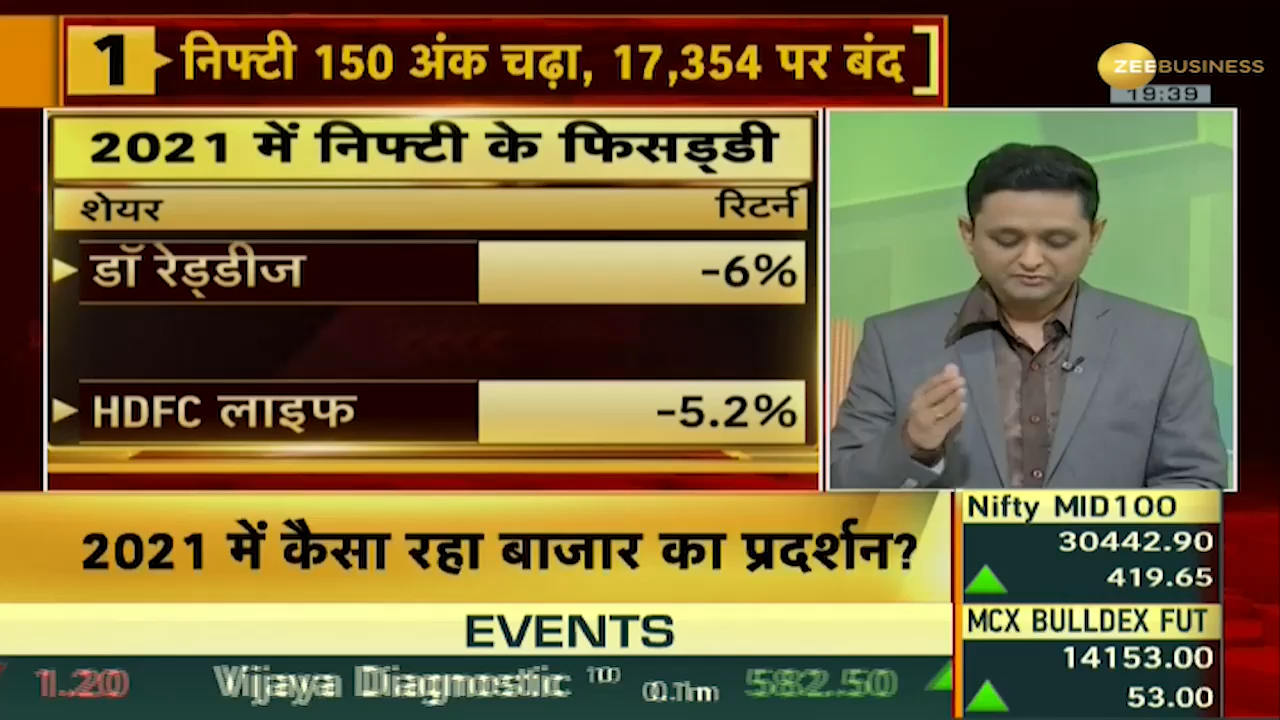 1 निफ्टी 150 अंक चढ़ा, 17,354 पर बंद
ZEEBUSINESS
19:39
2021 में निफ्टी के फिसड्डी
शेयर रिटर्न
डॉ रेड्डीज -6%
HDFC लाइफ -5.2%
2021 में कैसा रहा बाजार का प्रदर्शन?
Nifty MID100
30442.90
419.65
MCX BULLDEX FUT
14153.00
53.00
EVENTS
1.20 Vijaya Diagnostic 100 582.50